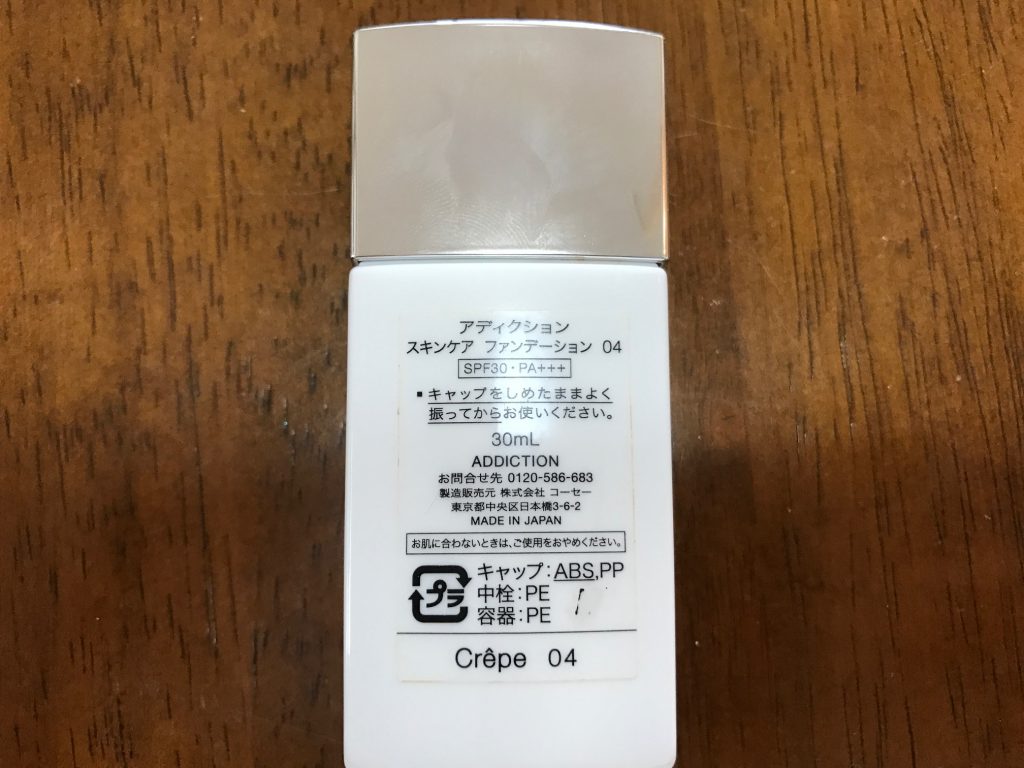 アディクション
スキンケア ファンデーション 04
SPF30・PA+++
▪キャップをしめたままよく
振ってからお使いください。
30mL
ADDICTION
お問合せ先 0120-586-683
製造販売元 株式会社 コーセー
東京都中央区日本橋3-6-2
MADE IN JAPAN
お肌に合わないときは、ご使用をおやめください。
プラ
キャップ:ABS,PP
中栓:PE
容器:PE
Crêpe 04